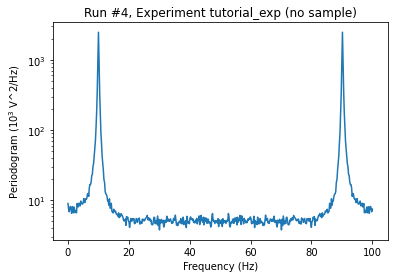 Run #4, Experiment tutorial_exp (no sample)
Periodogram (10³ V^2/Hz)
10³
10²
10¹
0 20 40 60 80 100
Frequency (Hz)